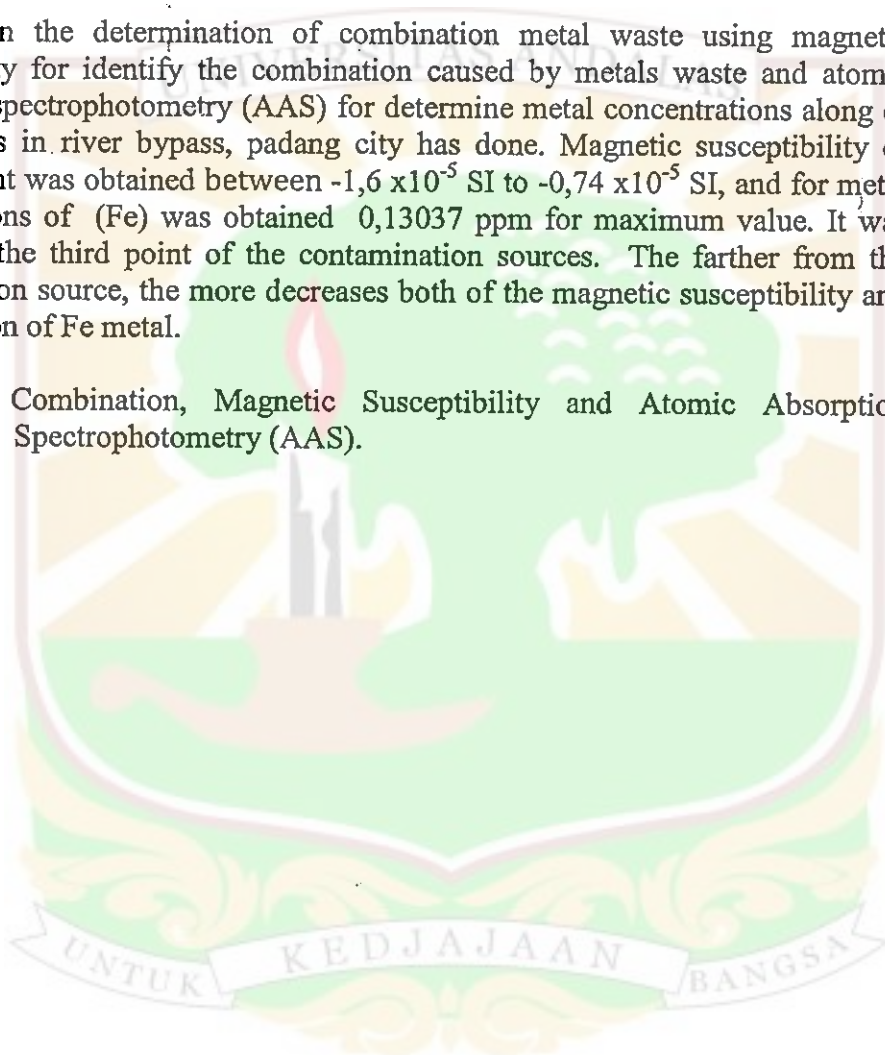 UNIVERSITAS ANDALAS
n the determination of combination metal waste using magnet
y for identify the combination caused by metals waste and atom
spectrophotometry (AAS) for determine metal concentrations along
s in river bypass, padang city has done. Magnetic susceptibility
nt was obtained between -1,6 x10⁻⁵ SI to -0,74 x10⁻⁵ SI, and for met
ons of (Fe) was obtained 0,13037 ppm for maximum value. It wa
the third point of the contamination sources. The farther from th
on source, the more decreases both of the magnetic susceptibility an
n of Fe metal.
Combination, Magnetic Susceptibility and Atomic Absorptio
Spectrophotometry (AAS).
UNTUK KEDJAJAAN BANGSA